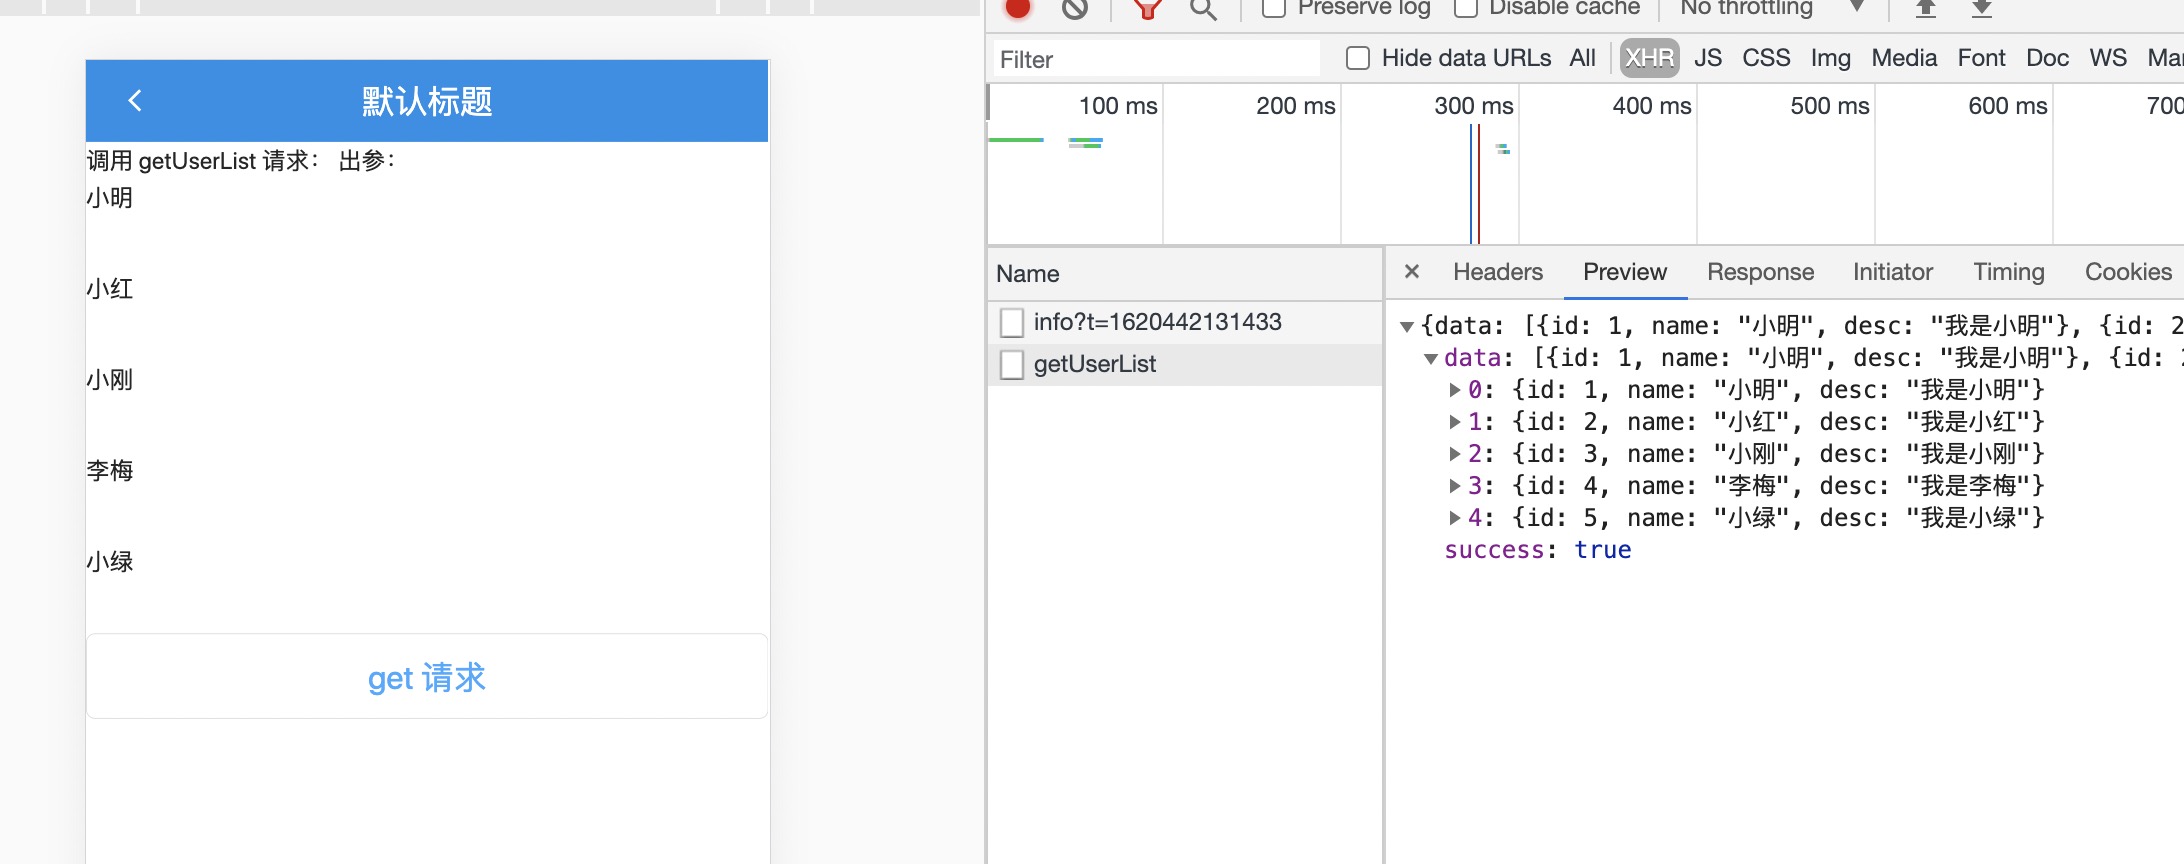 默认标题
调用 getUserList 请求： 出参：
小明
小红
小刚
李梅
小绿
get 请求
Preserve log Disable cache No throttling
Filter Hide data URLs All XHR JS CSS Img Media Font Doc WS Ma
100 ms 200 ms 300 ms 400 ms 500 ms 600 ms 700
Name
info?t=1620442131433
getUserList
× Headers Preview Response Initiator Timing Cookies
{data: [{id: 1, name: "小明", desc: "我是小明"}, {id: 2
data: [{id: 1, name: "小明", desc: "我是小明"}, {id:
0: {id: 1, name: "小明", desc: "我是小明"}
1: {id: 2, name: "小红", desc: "我是小红"}
2: {id: 3, name: "小刚", desc: "我是小刚"}
3: {id: 4, name: "李梅", desc: "我是李梅"}
4: {id: 5, name: "小绿", desc: "我是小绿"}
success: true